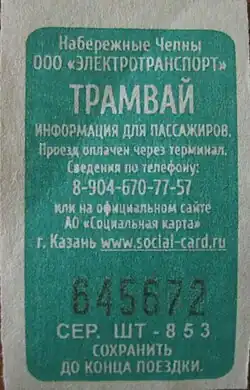 Набережные Челны
ООО «ЭЛЕКТРОТРАНСПОРТ»
ТРАМВАЙ
ИНФОРМАЦИЯ ДЛЯ ПАССАЖИРОВ.
Проезд оплачен через терминал.
Сведения по телефону:
8-904-670-77-57
или на официальном сайте
АО «Социальная карта»
г. Казань www.social-card.ru
645672
СЕР. ШТ - 853
СОХРАНИТЬ
ДО КОНЦА ПОЕЗДКИ.